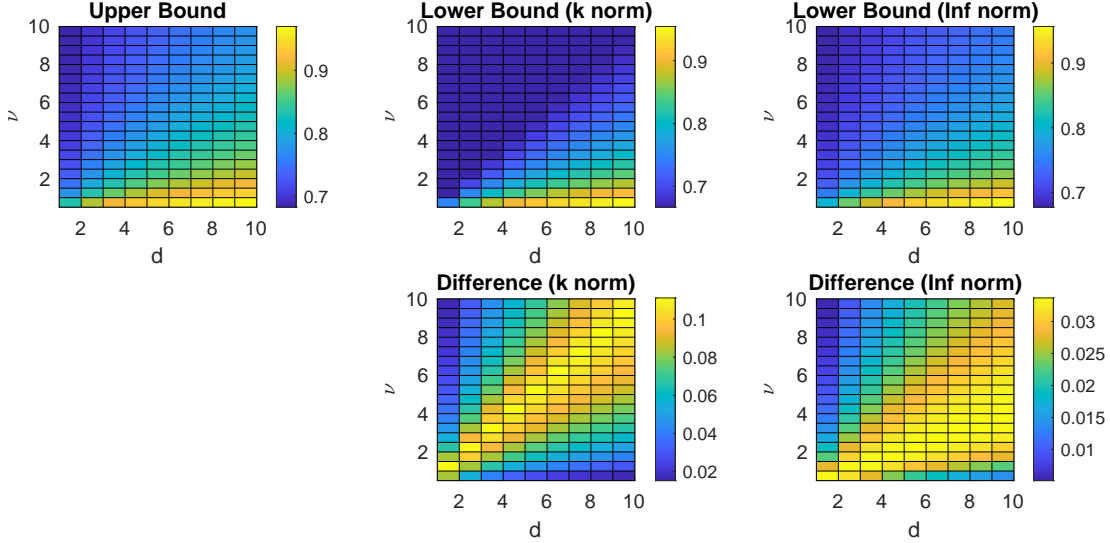 Upper Bound
10
8
6
4
2
ν
2 4 6 8 10
d
0.9
0.8
0.7
Lower Bound (k norm)
10
8
6
4
2
ν
2 4 6 8 10
d
0.9
0.8
0.7
Lower Bound (Inf norm)
10
8
6
4
2
ν
2 4 6 8 10
d
0.9
0.8
0.7
Difference (k norm)
10
8
6
4
2
ν
2 4 6 8 10
d
0.1
0.08
0.06
0.04
0.02
Difference (Inf norm)
10
8
6
4
2
ν
2 4 6 8 10
d
0.03
0.025
0.02
0.015
0.01